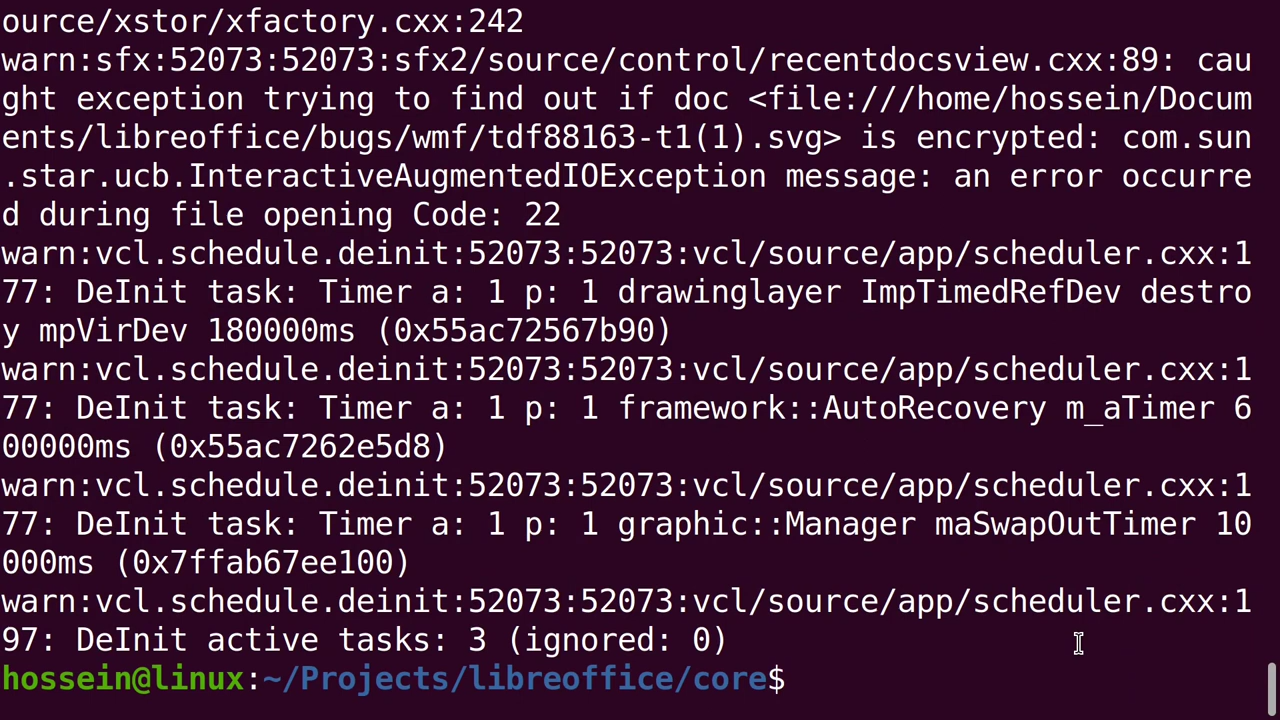 ource/xstor/xfactory.cxx:242
warn:sfx:52073:52073:sfx2/source/control/recentdocsview.cxx:89: cau
ght exception trying to find out if doc <file:///home/hossein/Docum
ents/libreoffice/bugs/wmf/tdf88163-t1(1).svg> is encrypted: com.sun
.star.ucb.InteractiveAugmentedIOException message: an error occurre
d during file opening Code: 22
warn:vcl.schedule.deinit:52073:52073:vcl/source/app/scheduler.cxx:1
77: DeInit task: Timer a: 1 p: 1 drawinglayer ImpTimedRefDev destro
y mpVirDev 180000ms (0x55ac72567b90)
warn:vcl.schedule.deinit:52073:52073:vcl/source/app/scheduler.cxx:1
77: DeInit task: Timer a: 1 p: 1 framework::AutoRecovery m_aTimer 6
00000ms (0x55ac7262e5d8)
warn:vcl.schedule.deinit:52073:52073:vcl/source/app/scheduler.cxx:1
77: DeInit task: Timer a: 1 p: 1 graphic::Manager maSwapOutTimer 10
000ms (0x7ffab67ee100)
warn:vcl.schedule.deinit:52073:52073:vcl/source/app/scheduler.cxx:1
97: DeInit active tasks: 3 (ignored: 0)
hossein@linux:~/Projects/libreoffice/core$